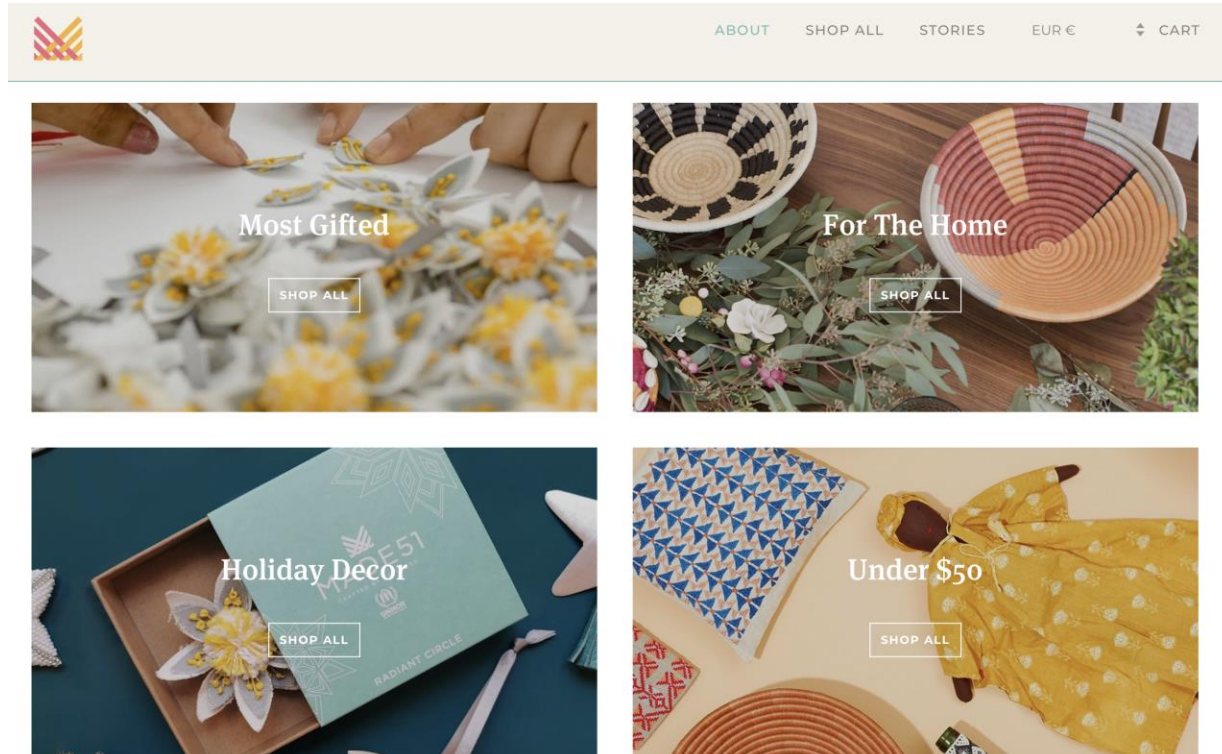 ABOUT SHOP ALL STORIES EUR € CART
Most Gifted
SHOP ALL
For The Home
SHOP ALL
Holiday Decor
MADE51
UNHCR
RADIANT CIRCLE
SHOP ALL
Under $50
SHOP ALL